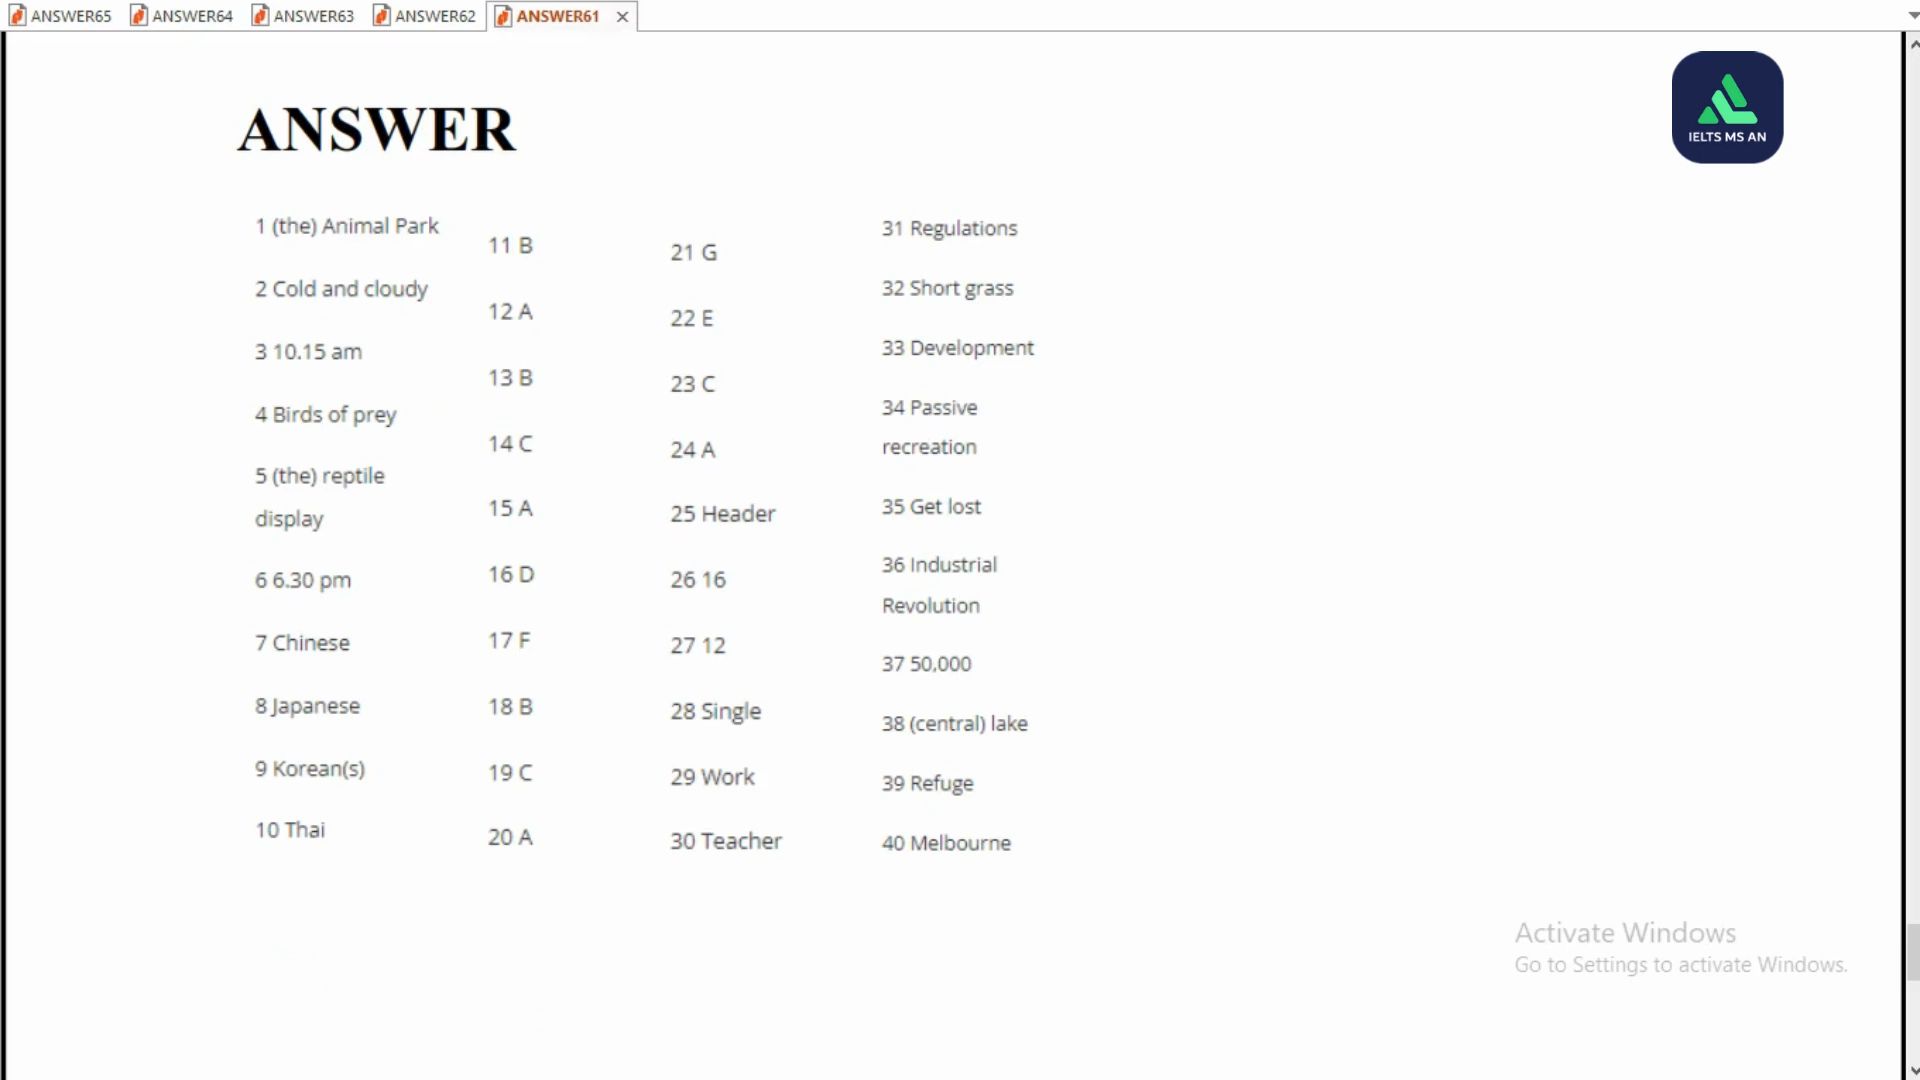 ANSWER65
ANSWER64
ANSWER63
ANSWER62
ANSWER61
IELTS MS AN
ANSWER
1 (the) Animal Park
2 Cold and cloudy
3 10.15 am
4 Birds of prey
5 (the) reptile
display
6 6.30 pm
7 Chinese
8 Japanese
9 Korean(s)
10 Thai
11 B
12 A
13 B
14 C
15 A
16 D
17 F
18 B
19 C
20 A
21 G
22 E
23 C
24 A
25 Header
26 16
27 12
28 Single
29 Work
30 Teacher
31 Regulations
32 Short grass
33 Development
34 Passive
recreation
35 Get lost
36 Industrial
Revolution
37 50,000
38 (central) lake
39 Refuge
40 Melbourne
Activate Windows
Go to Settings to activate Windows.